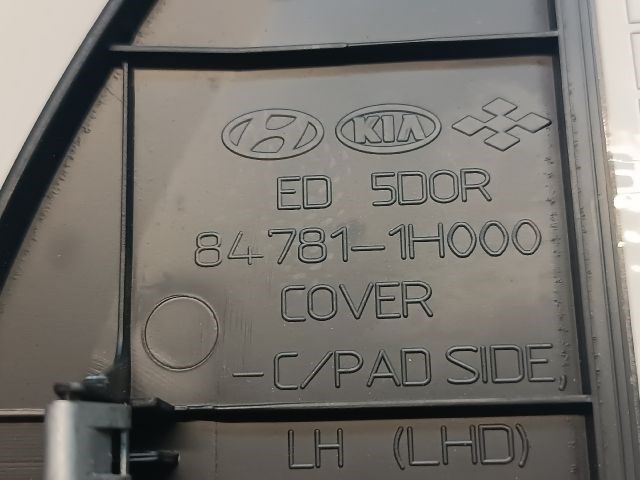 KIA
ED 5DOR
84781-1H000
COVER
-C/PAD SIDE,
LH (LHD)